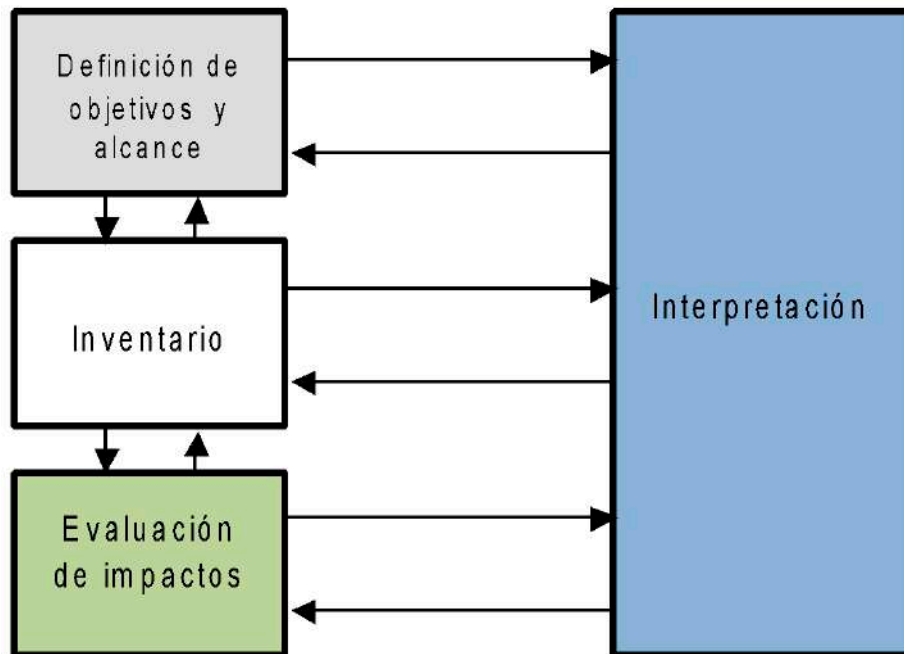 Definición de
objetivos y
alcance
Inventario
Interpretación
Evaluación
de impactos